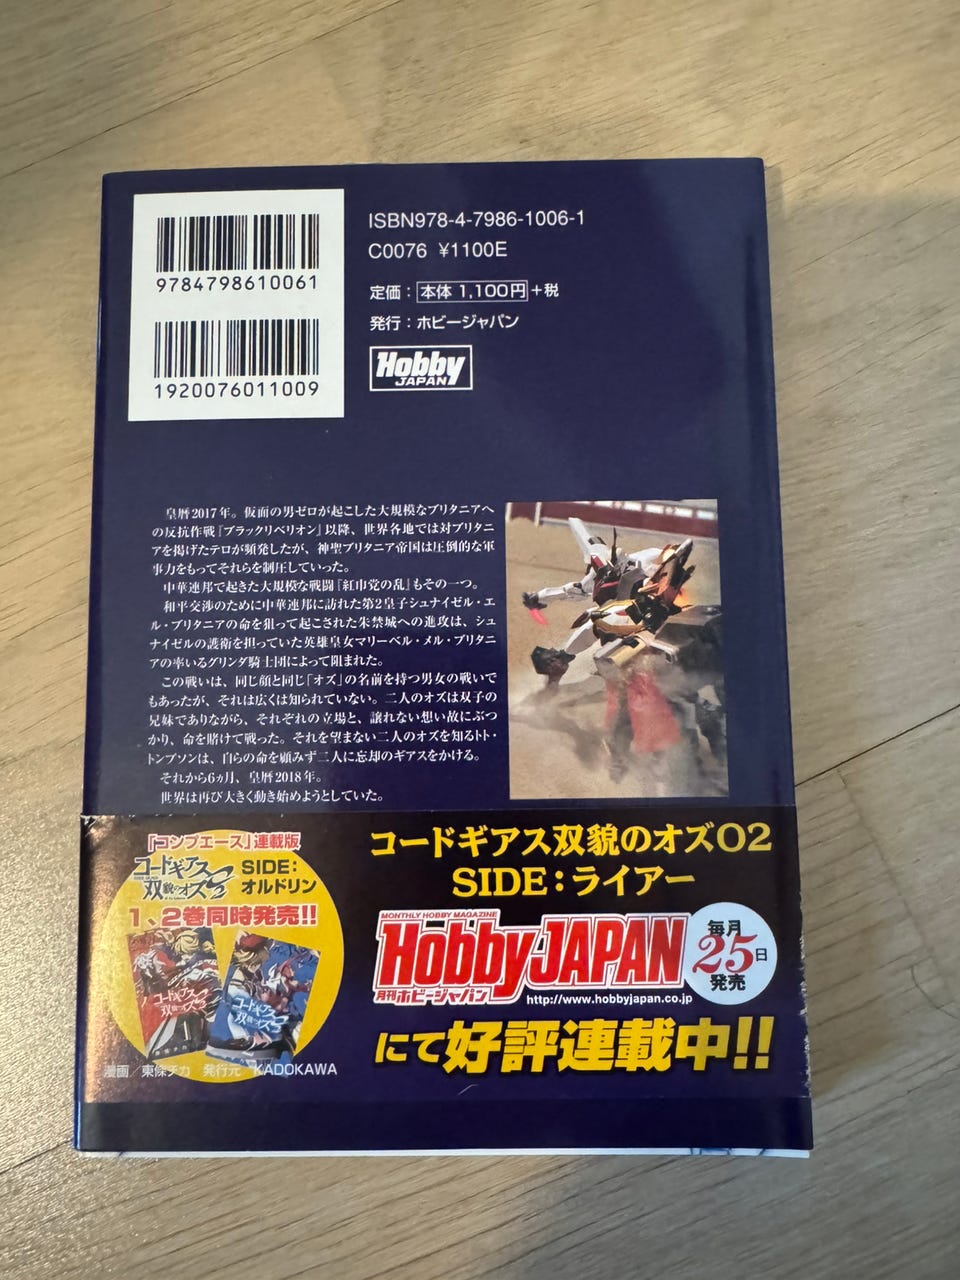 9784798610061
1920076011009
ISBN978-4-7986-1006-1
C0076 ¥1100E
定価：本体 1,100円+税
発行：ホビージャパン
Hobby
JAPAN
皇暦2017年。仮面の男ゼロが起こした大規模なブリタニアへ
の反抗作戦『ブラックリベリオン』以降、世界各地では対ブリタニ
アを掲げたテロが頻発したが、神聖ブリタニア帝国は圧倒的な軍
事力をもってそれらを制圧していった。
中華連邦で起きた大規模な戦闘『紅巾党の乱』もその一つ。
和平交渉のために中華連邦に訪れた第2皇子シュナイゼル・エ
ル・ブリタニアの命を狙って起こされた朱禁城への進攻は、シュ
ナイゼルの護衛を担っていた英雄皇女マリーベル・メル・ブリタニ
アの率いるグリンダ騎士団によって阻まれた。
この戦いは、同じ顔と同じ「オズ」の名前を持つ男女の戦いで
もあったが、それは広くは知られていない。二人のオズは双子の
兄妹でありながら、それぞれの立場と、譲れない想い故にぶつ
かり、命を賭けて戦った。それを望まない二人のオズを知るトト・
トンプソンは、自らの命を顧みず二人に忘却のギアスをかける。
それから6ヵ月、皇暦2018年。
世界は再び大きく動き始めようとしていた。
『コンプエース』連載版
コードギアス
双貌のオズ
SIDE：
オルドリン
1、2巻同時発売!!
コードギアス
双貌のオズ
コードギアス
双貌のオズ
漫画／東條チカ 発行元 KADOKAWA
コードギアス双貌のオズO2
SIDE：ライアー
MONTHLY HOBBY MAGAZINE
HobbyJAPAN
月刊ホビージャパン
http://www.hobbyjapan.co.jp
毎月
25日
発売
にて好評連載中!!